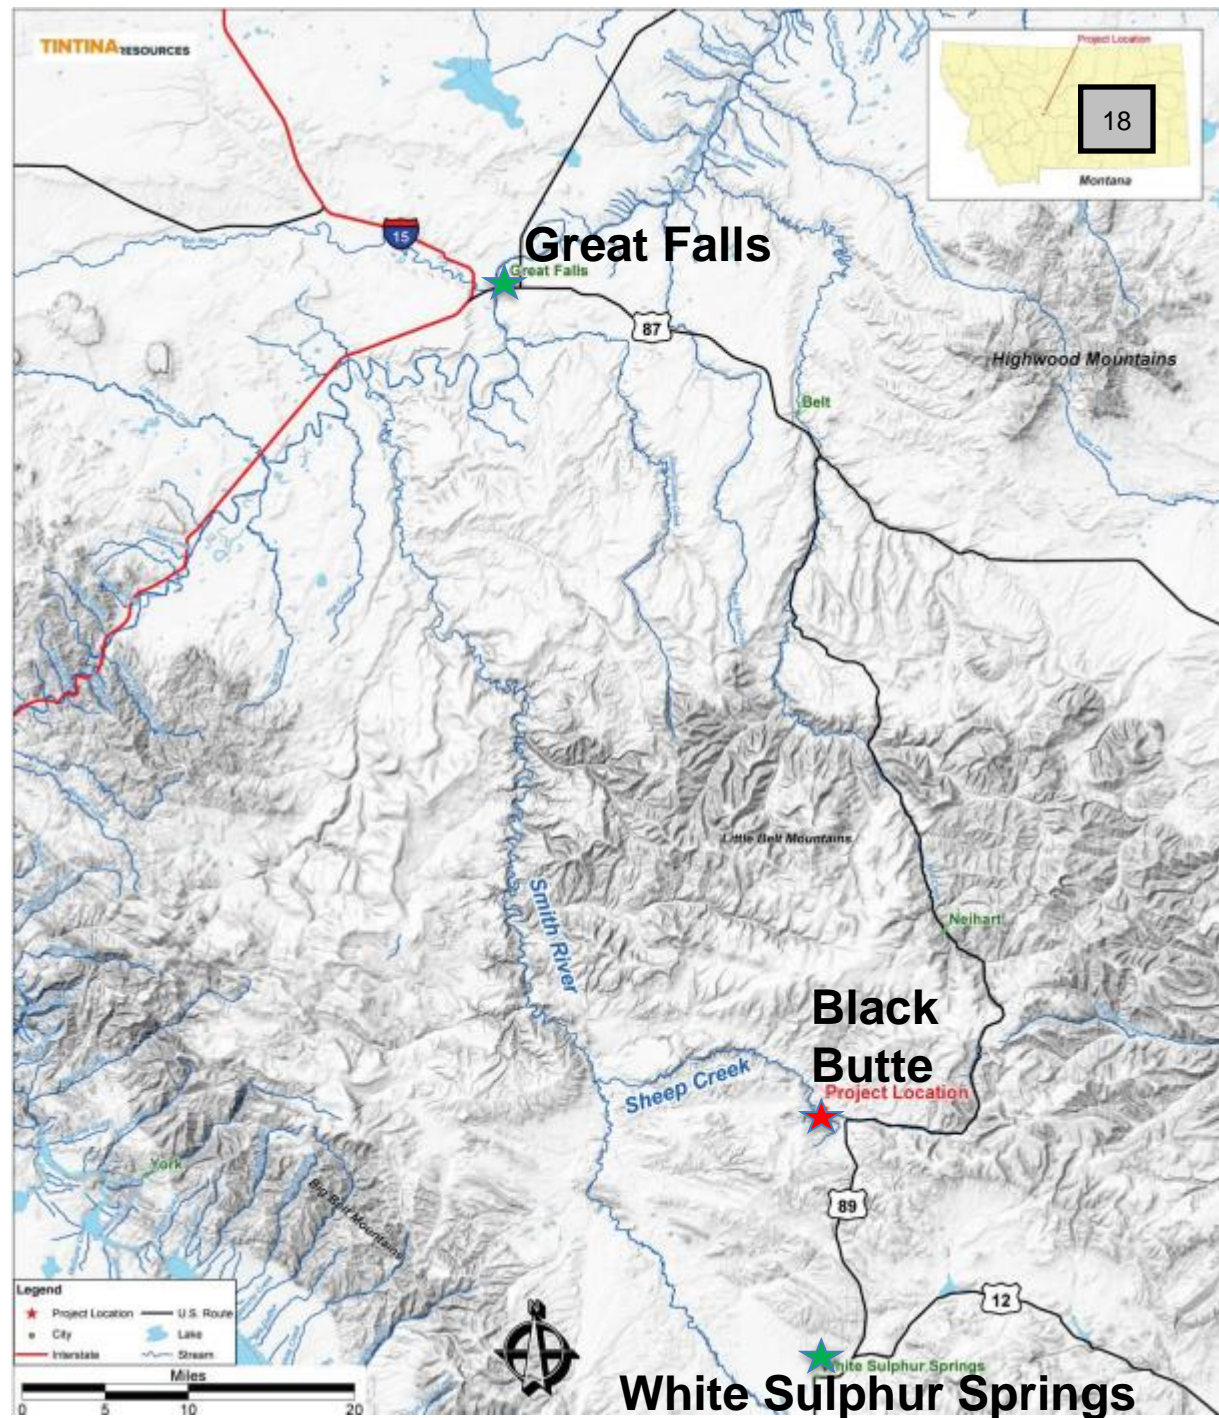 TINTINA RESOURCES
Project Location
18
Montana
15
Great Falls
Great Falls
87
Highwood Mountains
Belt
Little Belt Mountains
Smith River
Neihart
Black
Butte
Sheep Creek
Project Location
York
Big Belt Mountains
89
12
Legend
Project Location
U.S. Route
City
Lake
Interstate
Stream
Miles
0 5 10 20
N
White Sulphur Springs
White Sulphur Springs